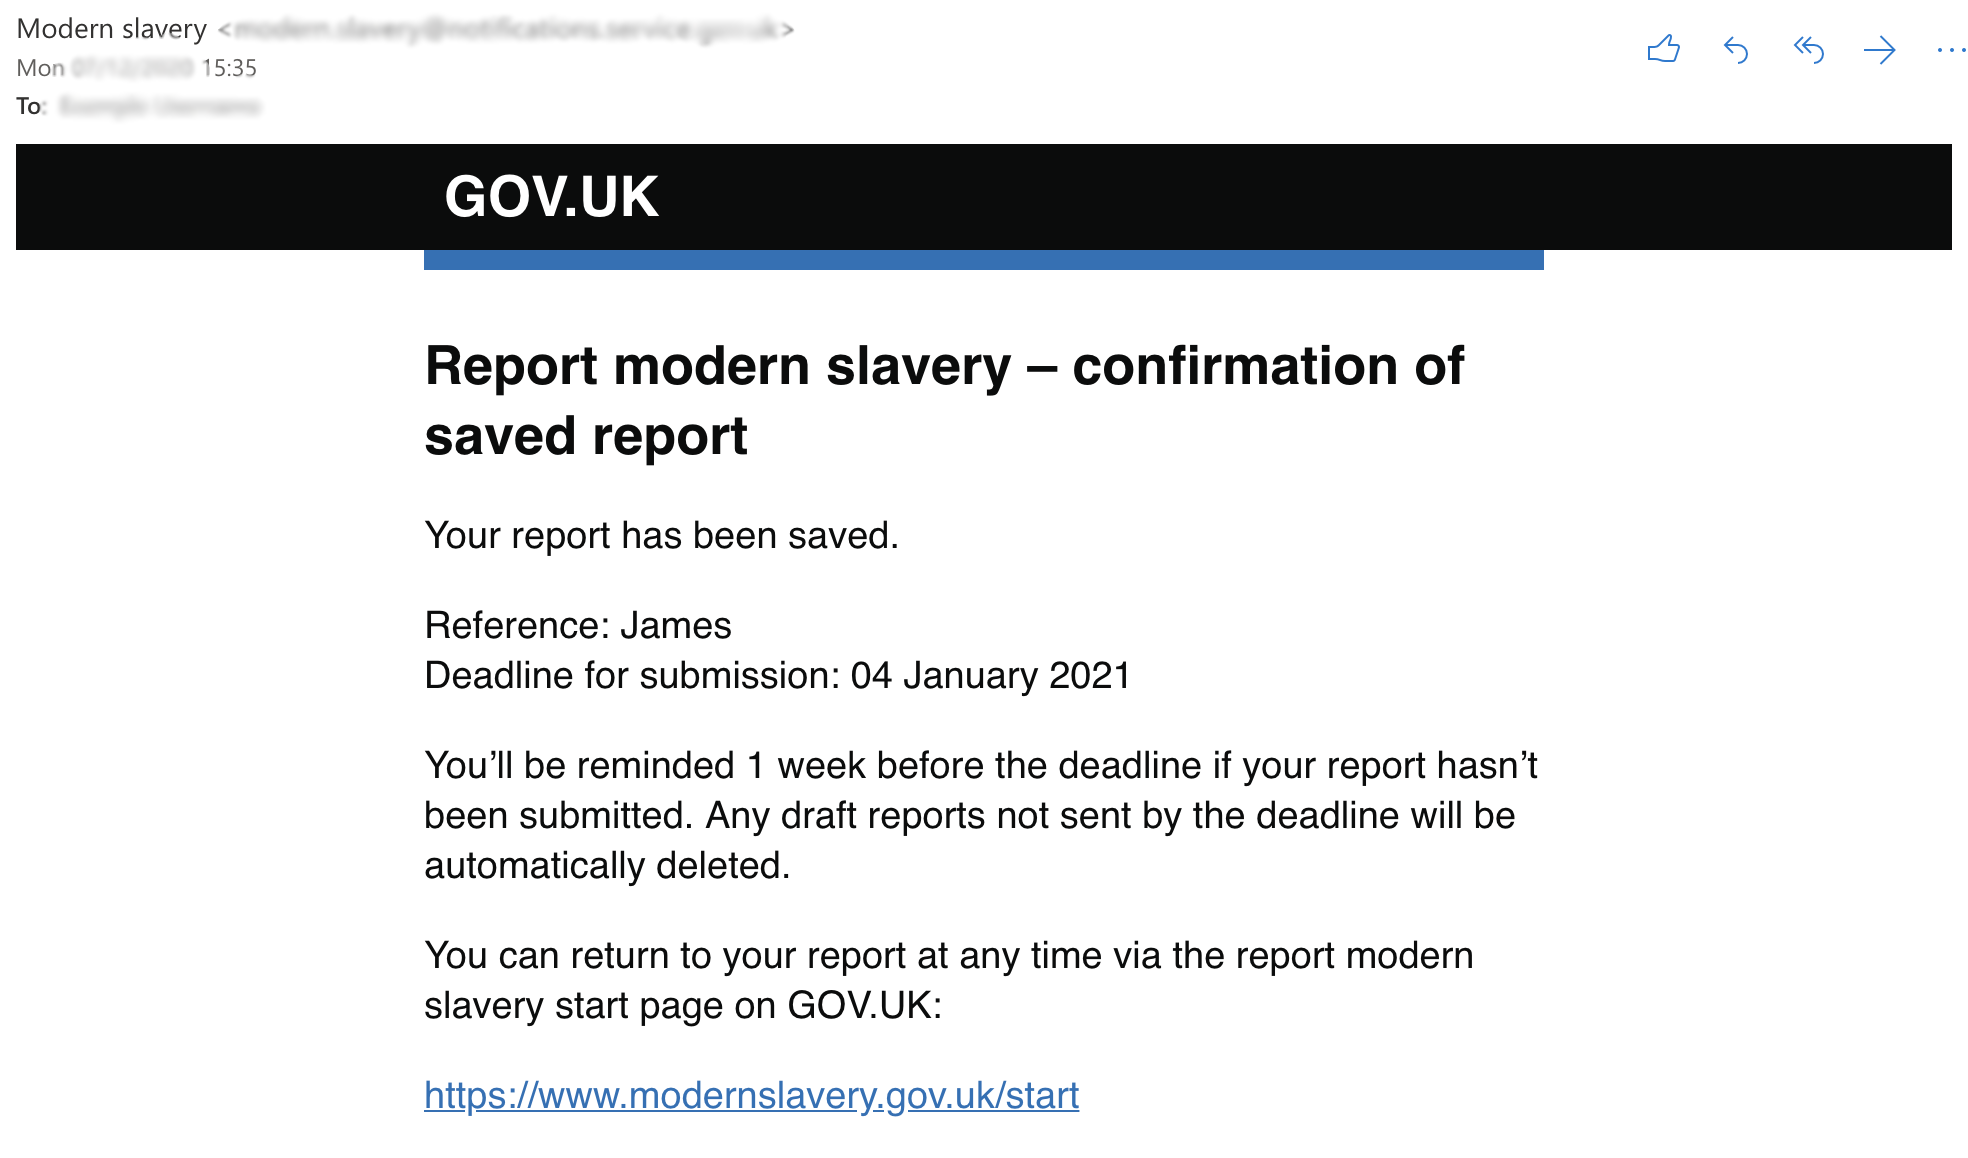 Modern slavery
Mon 15:35
To:
GOV.UK
Report modern slavery – confirmation of
saved report
Your report has been saved.
Reference: James
Deadline for submission: 04 January 2021
You’ll be reminded 1 week before the deadline if your report hasn’t
been submitted. Any draft reports not sent by the deadline will be
automatically deleted.
You can return to your report at any time via the report modern
slavery start page on GOV.UK:
https://www.modernslavery.gov.uk/start